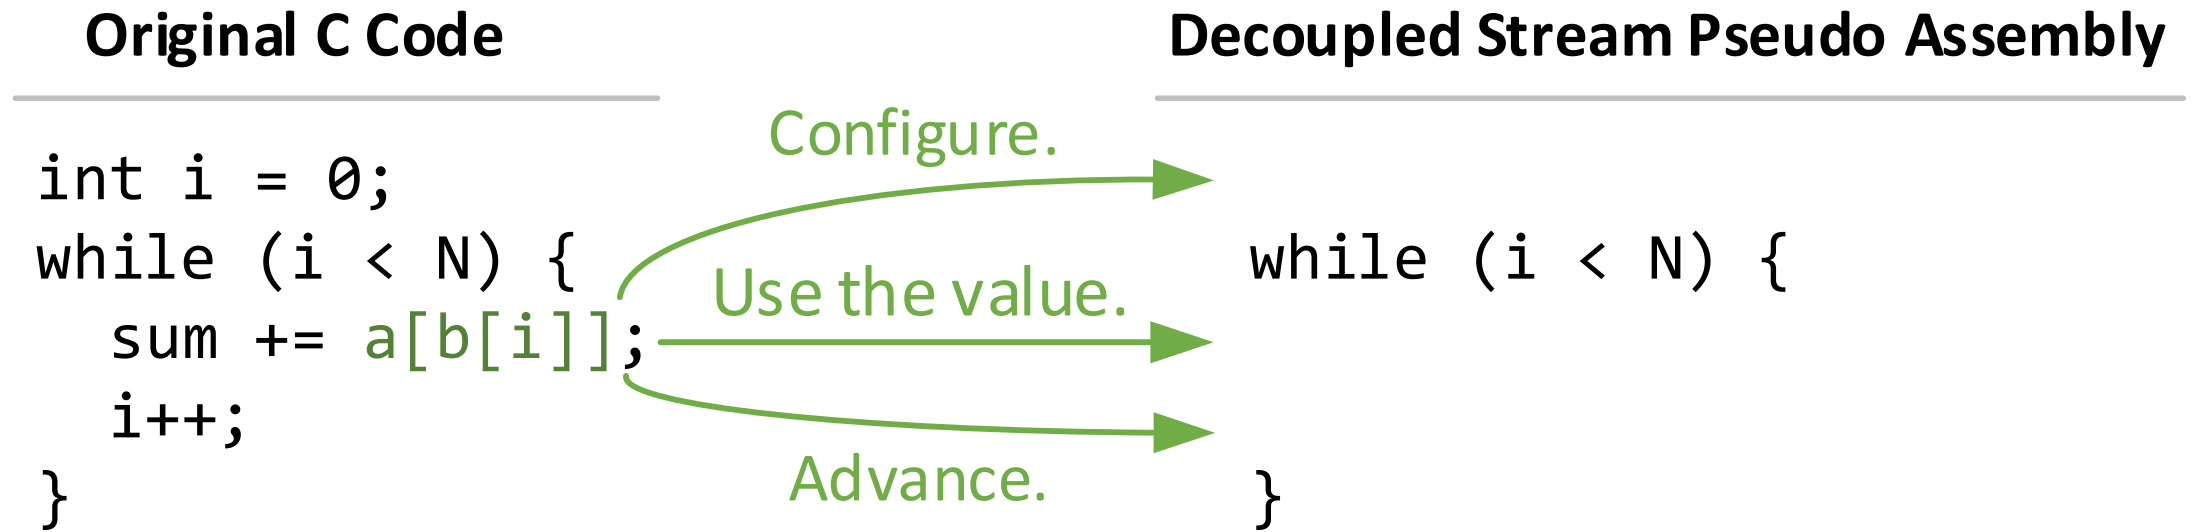 Original C Code
int i = 0;
while (i < N) {
  sum += a[b[i]];
  i++;
}
Configure.
Use the value.
Advance.
Decoupled Stream Pseudo Assembly
while (i < N) {
}